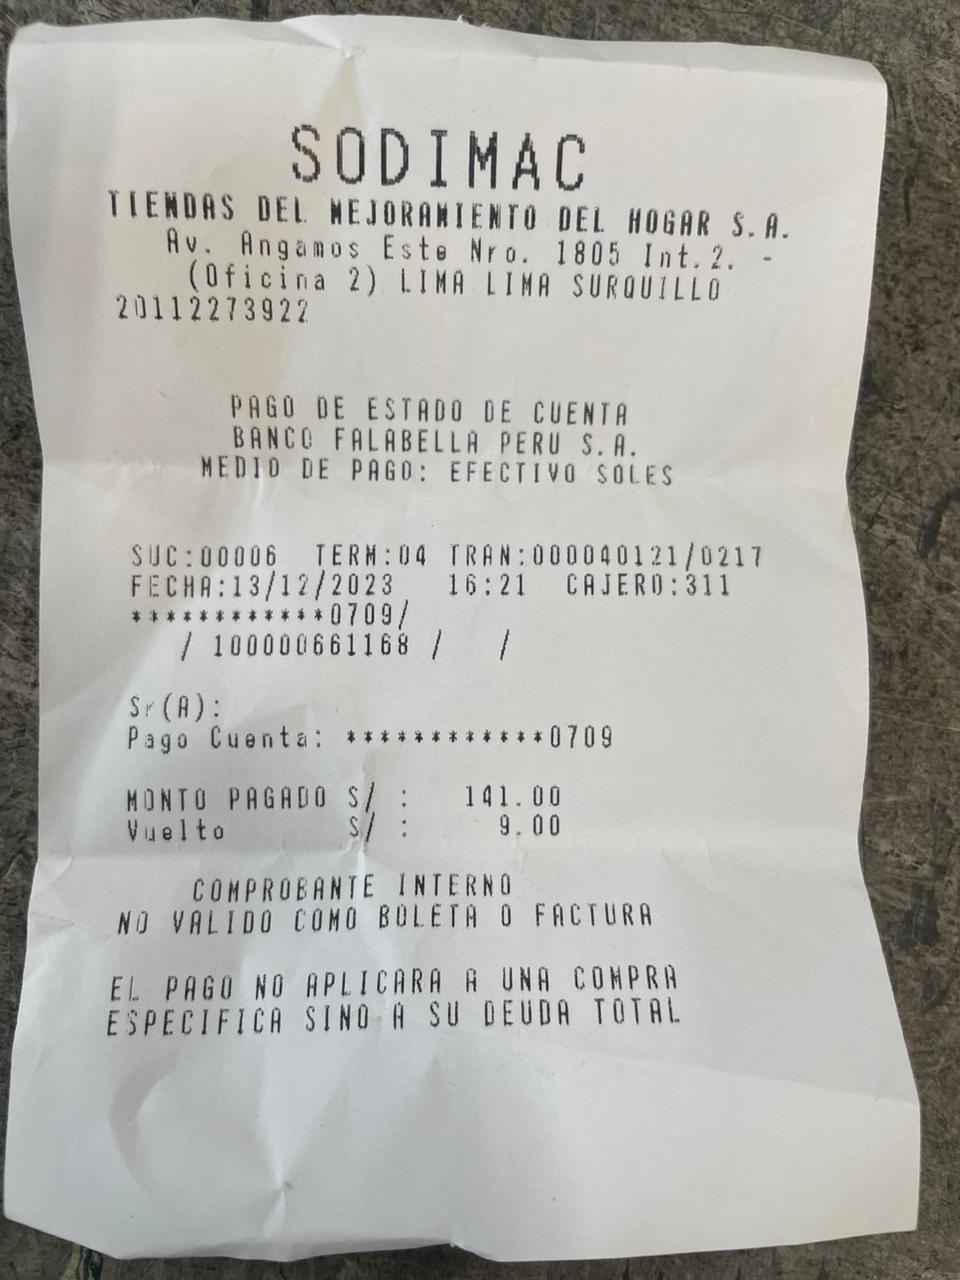 SODIMAC
TIENDAS DEL MEJORAMIENTO DEL HOGAR S.A.
Av. Angamos Este Nro. 1805 Int.2. -
(Oficina 2) LIMA LIMA SURQUILLO
20112273922
PAGO DE ESTADO DE CUENTA
BANCO FALABELLA PERU S.A.
MEDIO DE PAGO: EFECTIVO SOLES
SUC:00006 TERM:04 TRAN:000040121/0217
FECHA:13/12/2023 16:21 CAJERO:311
************0709/
/ 100000661168 / /
Sr(A):
Pago Cuenta: ************0709
MONTO PAGADO S/ : 141.00
Vuelto S/ : 9.00
COMPROBANTE INTERNO
NO VALIDO COMO BOLETA O FACTURA
EL PAGO NO APLICARA A UNA COMPRA
ESPECIFICA SINO A SU DEUDA TOTAL